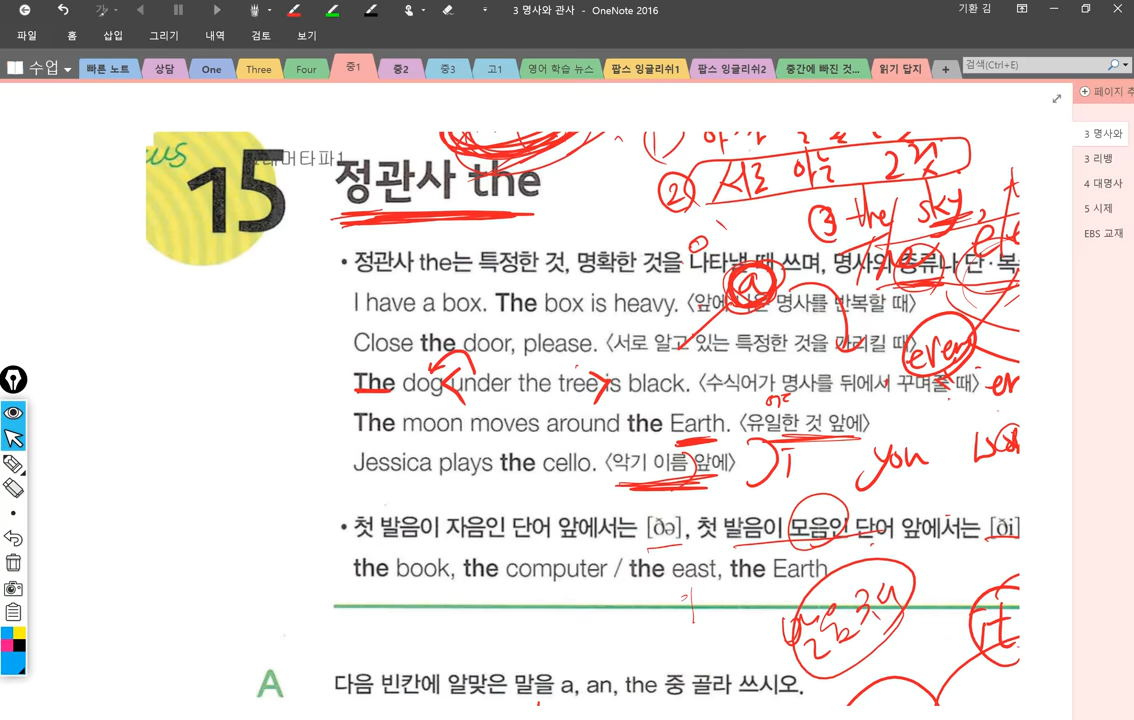 3 명사와 관사 - OneNote 2016
기환 김
파일 홈 삽입 그리기 내역 검토 보기
수업 빠른 노트 상담 One Three Four 중1 중2 중3 고1 영어 학습 노트 팝스 잉글리쉬1 팝스 잉글리쉬2 중간에 빠진 것... 읽기 답지 + 검색(Ctrl+E)
페이지 추
3 명사와
3 리뱅
4 대명사
5 시제
EBS 교재
① 
② 서로 아는 2것
③ the sky,
15 정관사 the
• 정관사 the는 특정한 것, 명확한 것을 나타낼 때 쓰며, 명사의 종류나 단·복
a
I have a box. The box is heavy. <앞에 나온 명사를 반복할 때>
Close the door, please. <서로 알고 있는 특정한 것을 가리킬 때>
The dog under the tree is black. <수식어가 명사를 뒤에서 꾸며줄 때>
The moon moves around the Earth. <유일한 것 앞에>
Jessica plays the cello. <악기 이름 앞에>
you
• 첫 발음이 자음인 단어 앞에서는 [ðə], 첫 발음이 모음인 단어 앞에서는 [ði]
the book, the computer / the east, the Earth
it
A 다음 빈칸에 알맞은 말을 a, an, the 중 골라 쓰시오.